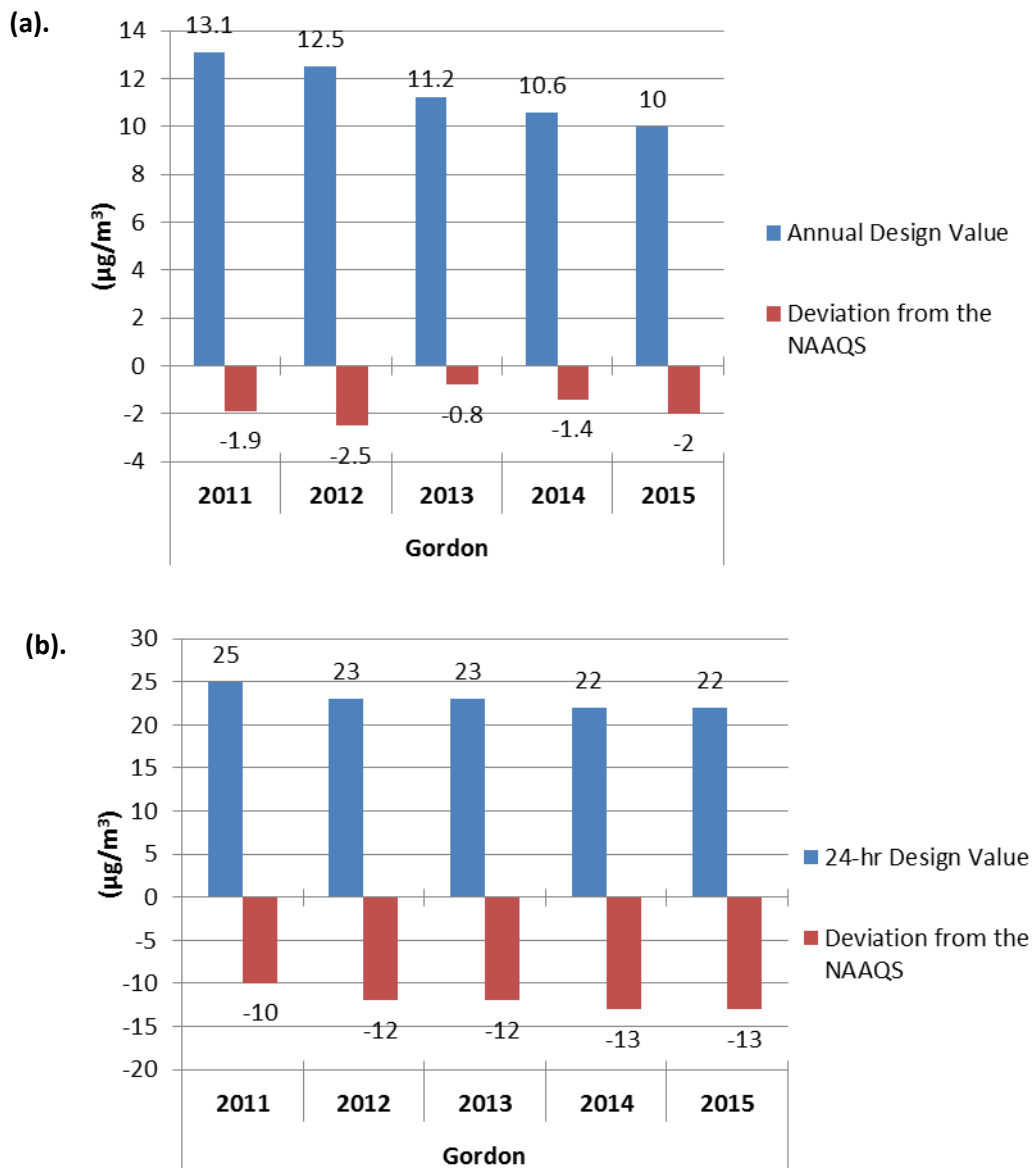 (a).
14
12
10
8
6
4
2
0
-2
-4
(µg/m³)
13.1
12.5
11.2
10.6
10
-1.9
-2.5
-0.8
-1.4
-2
2011 2012 2013 2014 2015
Gordon
Annual Design Value
Deviation from the
NAAQS
(b).
30
25
20
15
10
5
0
-5
-10
-15
-20
(µg/m³)
25
23
23
22
22
-10
-12
-12
-13
-13
2011 2012 2013 2014 2015
Gordon
24-hr Design Value
Deviation from the
NAAQS